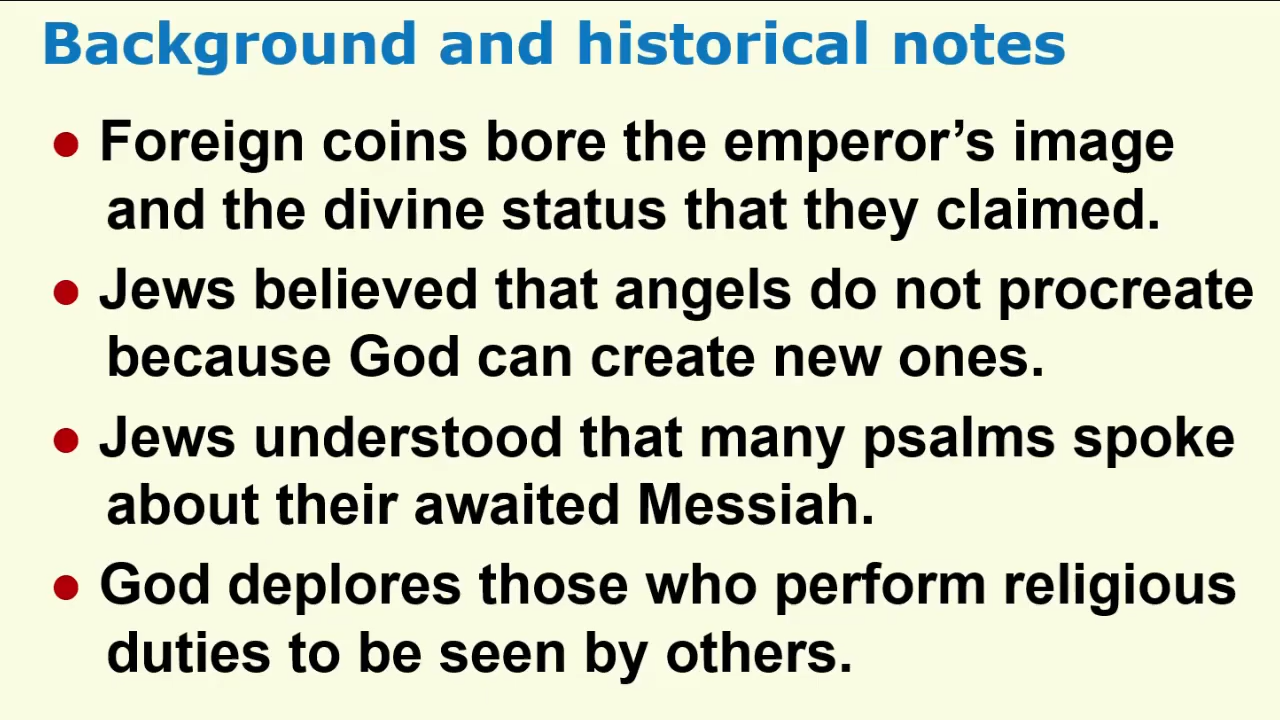 Background and historical notes
● Foreign coins bore the emperor’s image
and the divine status that they claimed.
● Jews believed that angels do not procreate
because God can create new ones.
● Jews understood that many psalms spoke
about their awaited Messiah.
● God deplores those who perform religious
duties to be seen by others.